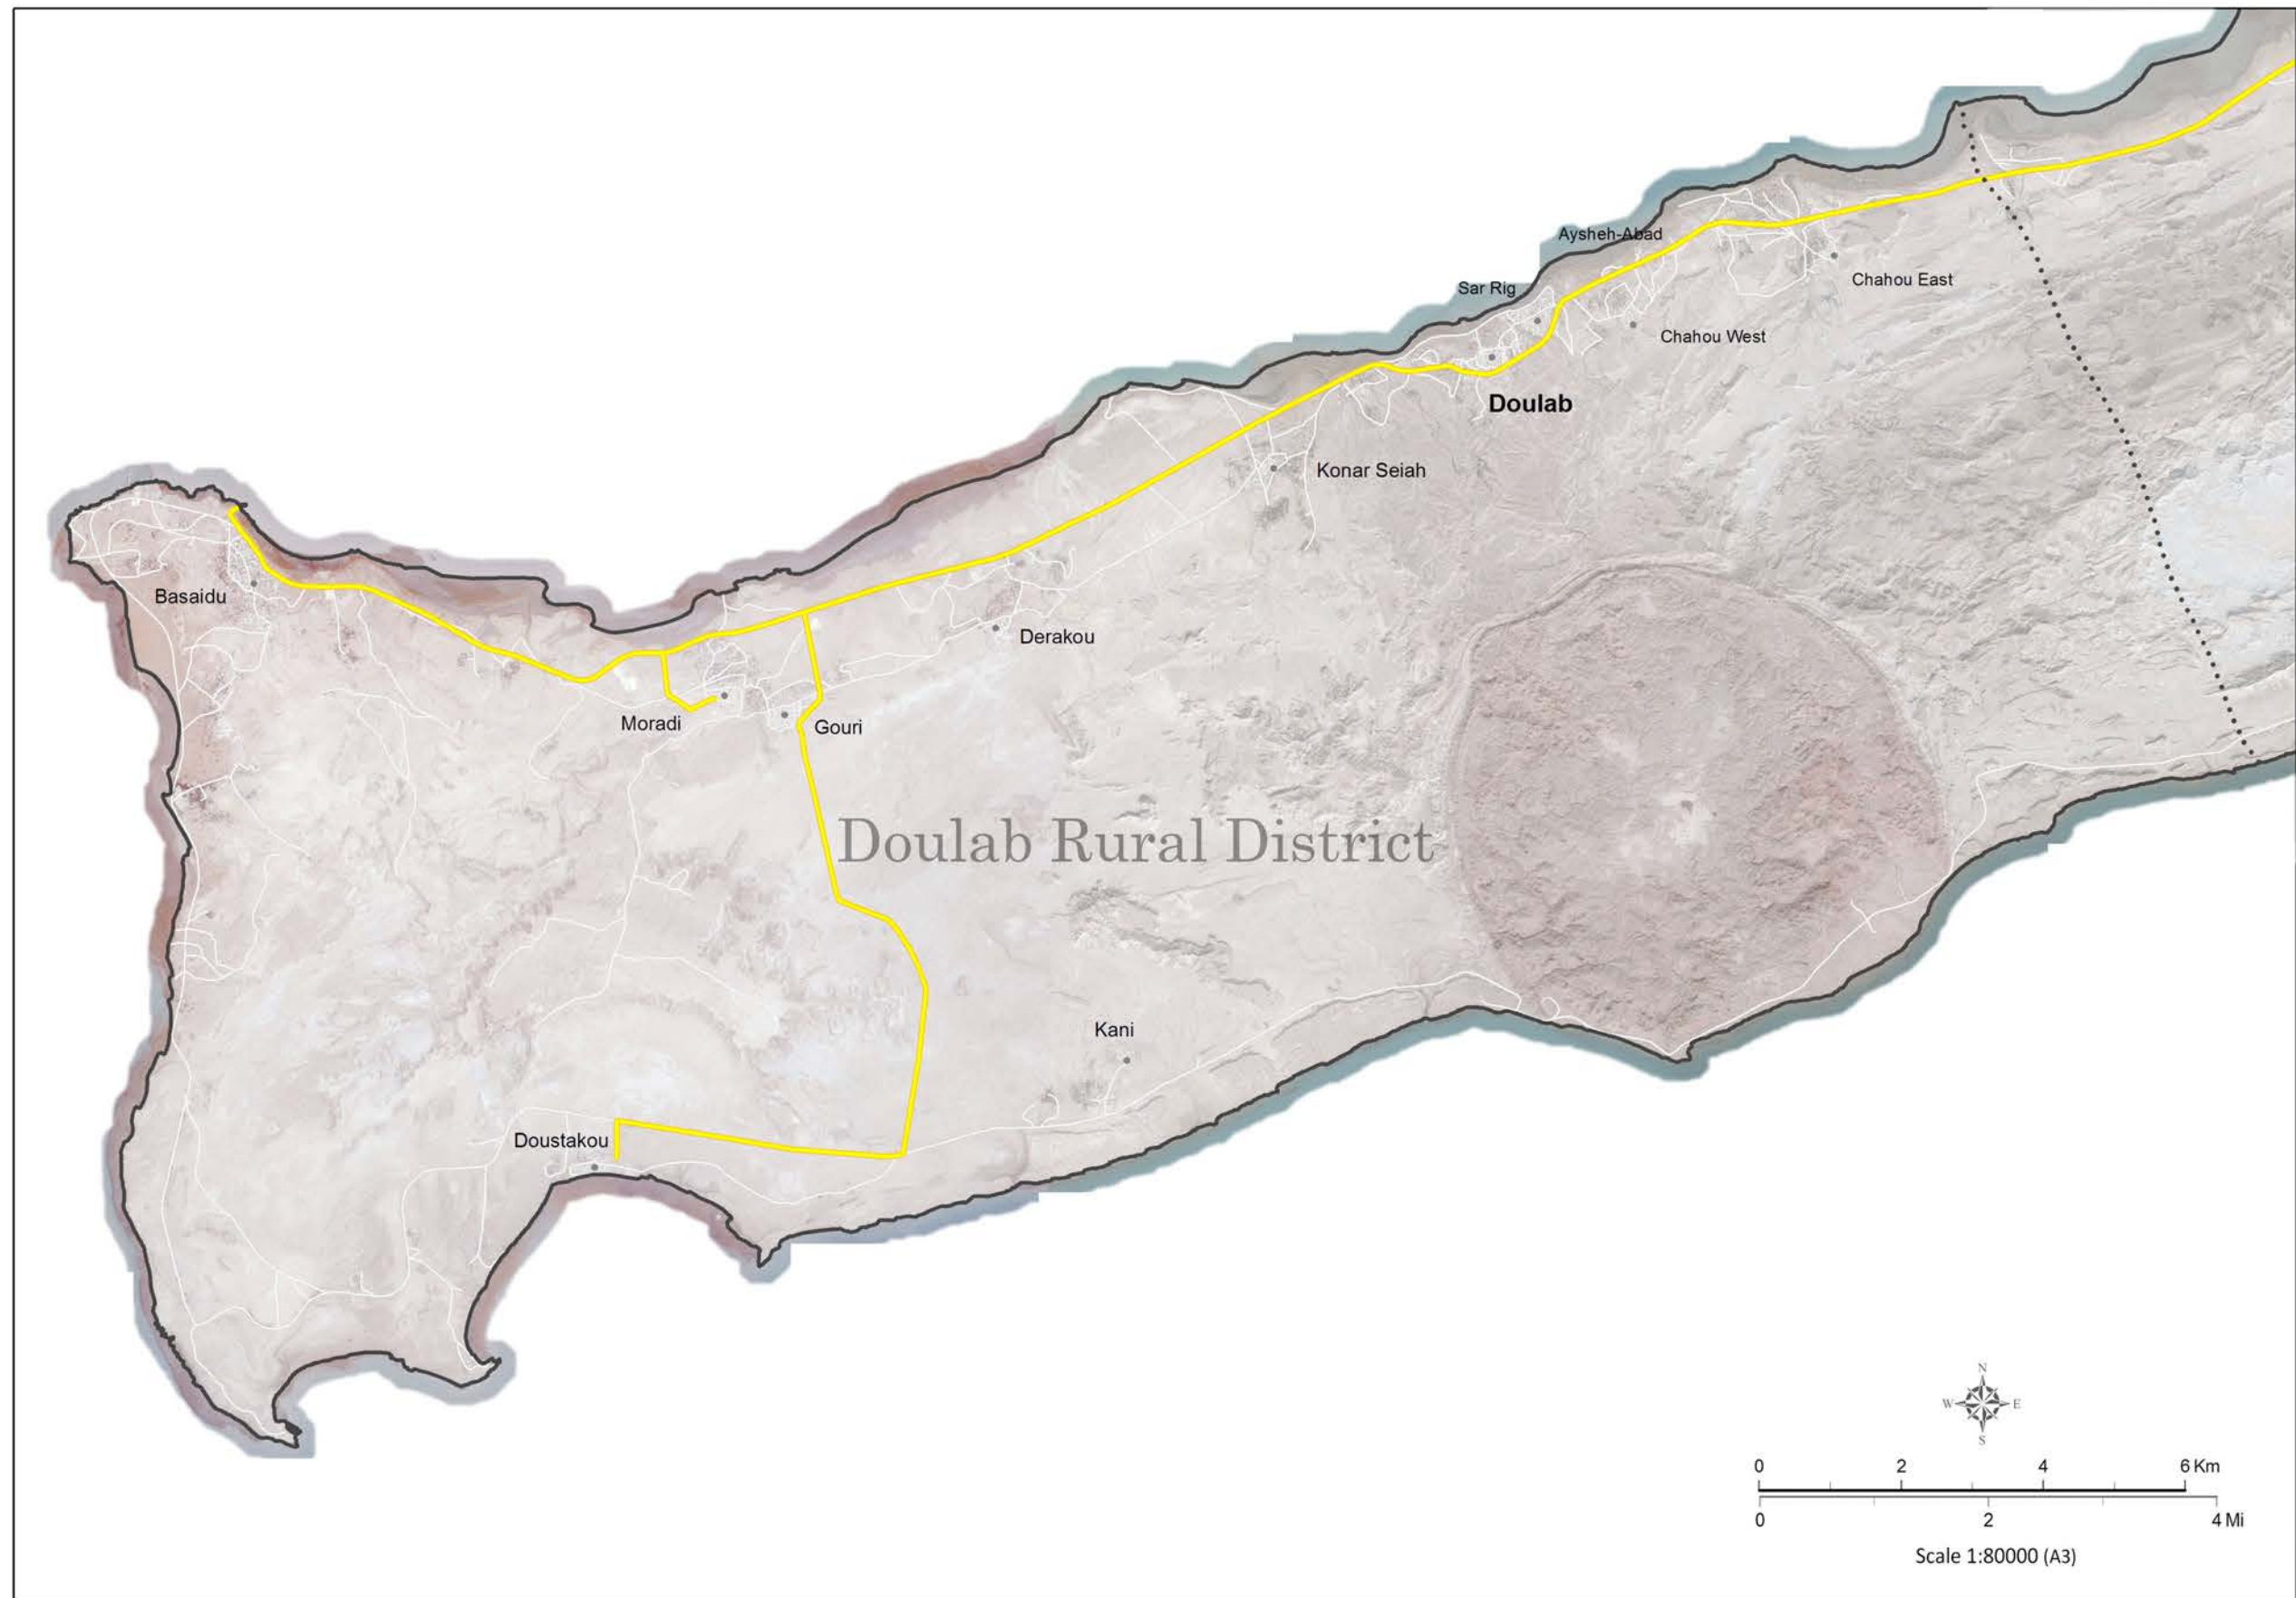 Aysheh-Abad
Chahou East
Sar Rig
Chahou West
Doulab
Konar Seiah
Basaidu
Derakou
Moradi
Gouri
Doulab Rural District
Kani
Doustakou
N
W E
S
0 2 4 6 Km
0 2 4 Mi
Scale 1:80000 (A3)